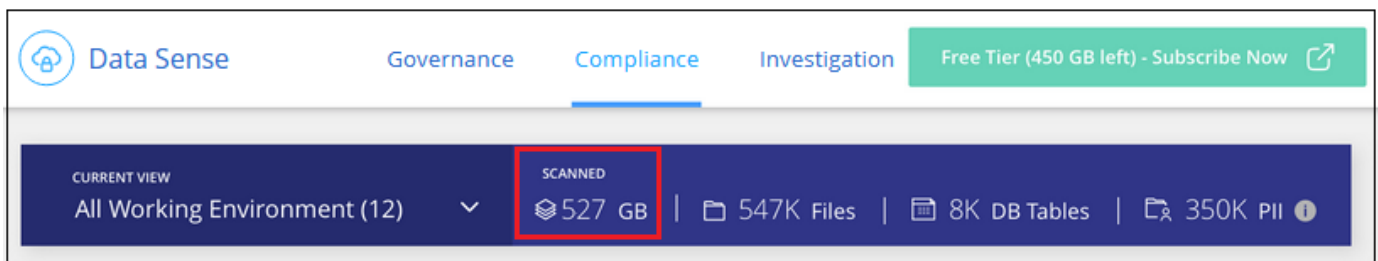 Data Sense Governance Compliance Investigation Free Tier (450 GB left) - Subscribe Now
CURRENT VIEW
All Working Environment (12)
SCANNED
527 GB | 547K Files | 8K DB Tables | 350K PII